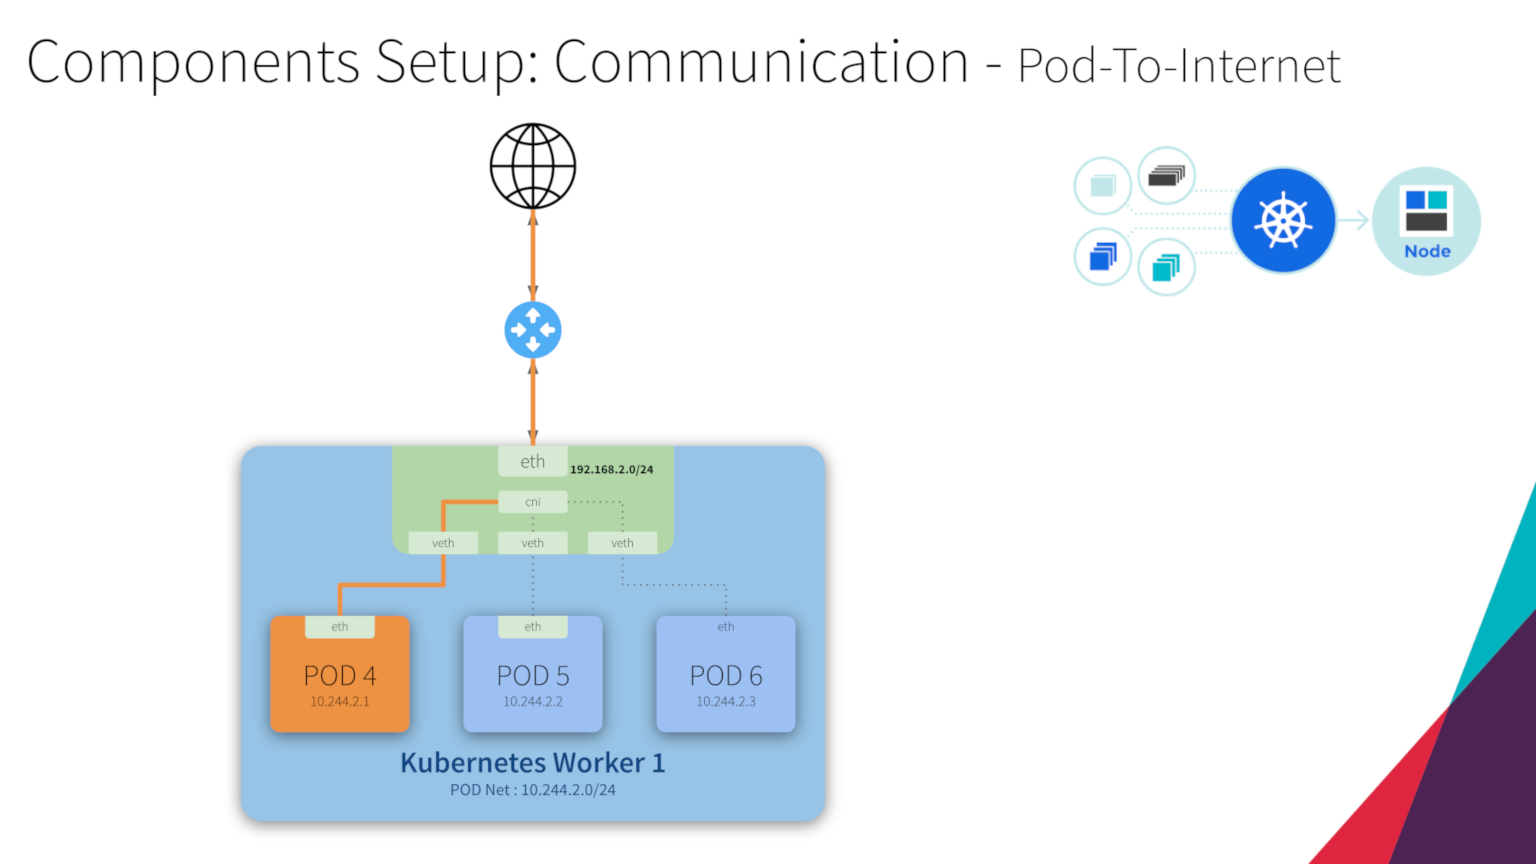 Components Setup: Communication - Pod-To-Internet
Node
eth
192.168.2.0/24
cni
veth veth veth
eth eth eth
POD 4 POD 5 POD 6
10.244.2.1 10.244.2.2 10.244.2.3
Kubernetes Worker 1
POD Net : 10.244.2.0/24